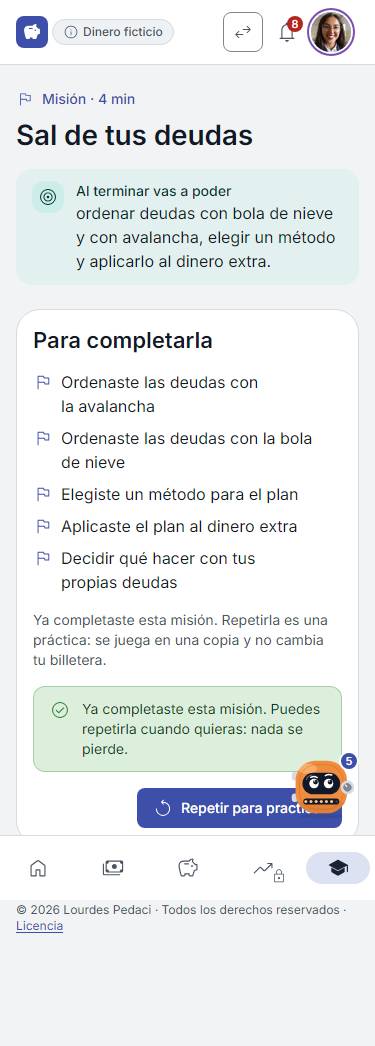 Dinero ficticio
8
Misión · 4 min
Sal de tus deudas
Al terminar vas a poder
ordenar deudas con bola de nieve
y con avalancha, elegir un método
y aplicarlo al dinero extra.
Para completarla
Ordenaste las deudas con
la avalancha
Ordenaste las deudas con la bola
de nieve
Elegiste un método para el plan
Aplicaste el plan al dinero extra
Decidir qué hacer con tus
propias deudas
Ya completaste esta misión. Repetirla es una
práctica: se juega en una copia y no cambia
tu billetera.
Ya completaste esta misión. Puedes
repetirla cuando quieras: nada se
pierde.
5
Repetir para
© 2026 Lourdes Pedaci · Todos los derechos reservados ·
Licencia